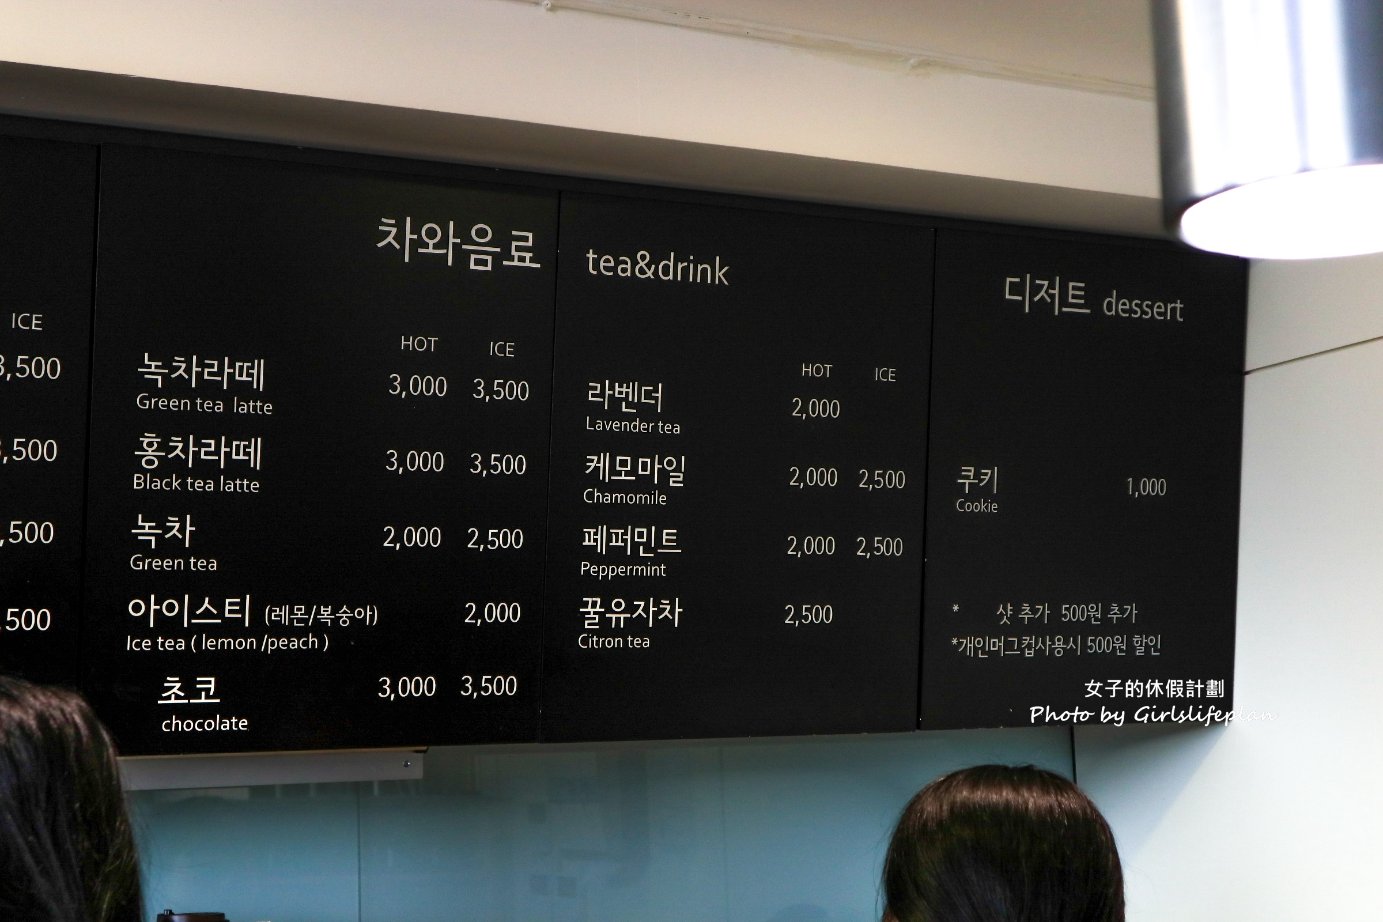 ICE
3,500
,500
,500
,500
차와음료
HOT ICE
녹차라떼 3,000 3,500
Green tea latte
홍차라떼 3,000 3,500
Black tea latte
녹차 2,000 2,500
Green tea
아이스티 (레몬/복숭아) 2,000
Ice tea ( lemon /peach )
초코 3,000 3,500
chocolate
tea&drink
HOT ICE
라벤더 2,000
Lavender tea
케모마일 2,000 2,500
Chamomile
페퍼민트 2,000 2,500
Peppermint
꿀유자차 2,500
Citron tea
디저트 dessert
쿠키 1,000
Cookie
* 샷 추가 500원 추가
*개인머그컵사용시 500원 할인
女子的休假計劃
Photo by Girlslifeplan